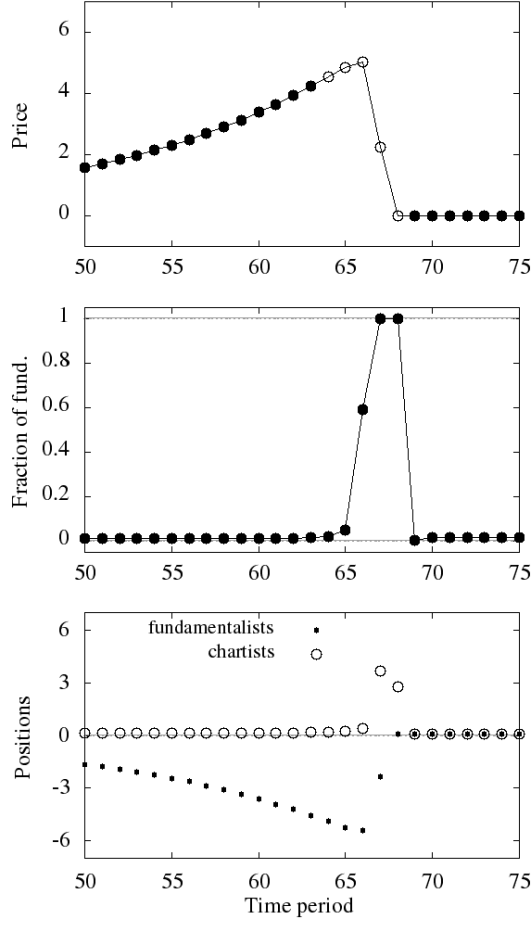 6
4
2
0
Price
50 55 60 65 70 75
1
0.8
0.6
0.4
0.2
0
Fraction of fund.
50 55 60 65 70 75
fundamentalists
chartists
6
3
0
-3
-6
Positions
50 55 60 65 70 75
Time period